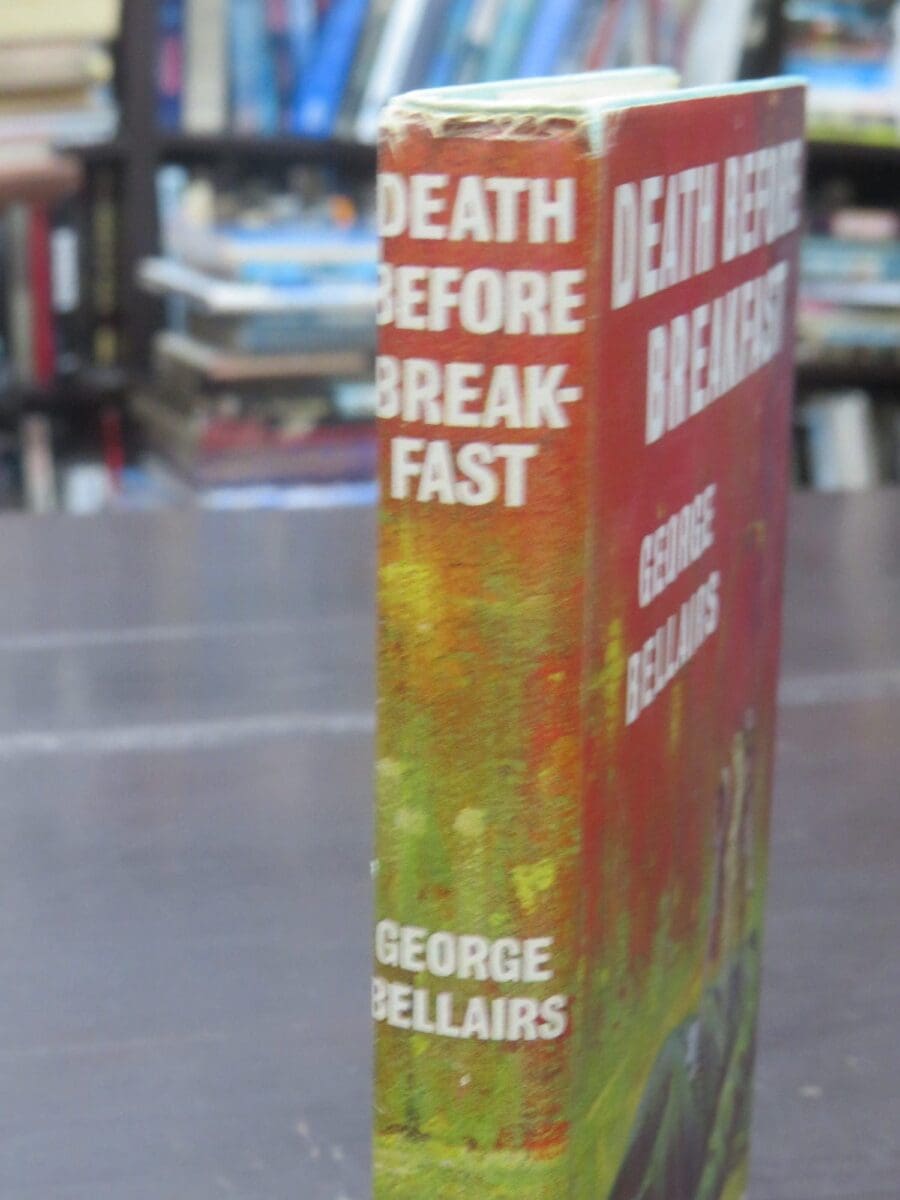 DEATH
BEFORE
BREAK-
FAST
GEORGE
BELLAIRS
DEATH BEFORE
BREAKFAST
GEORGE
BELLAIRS